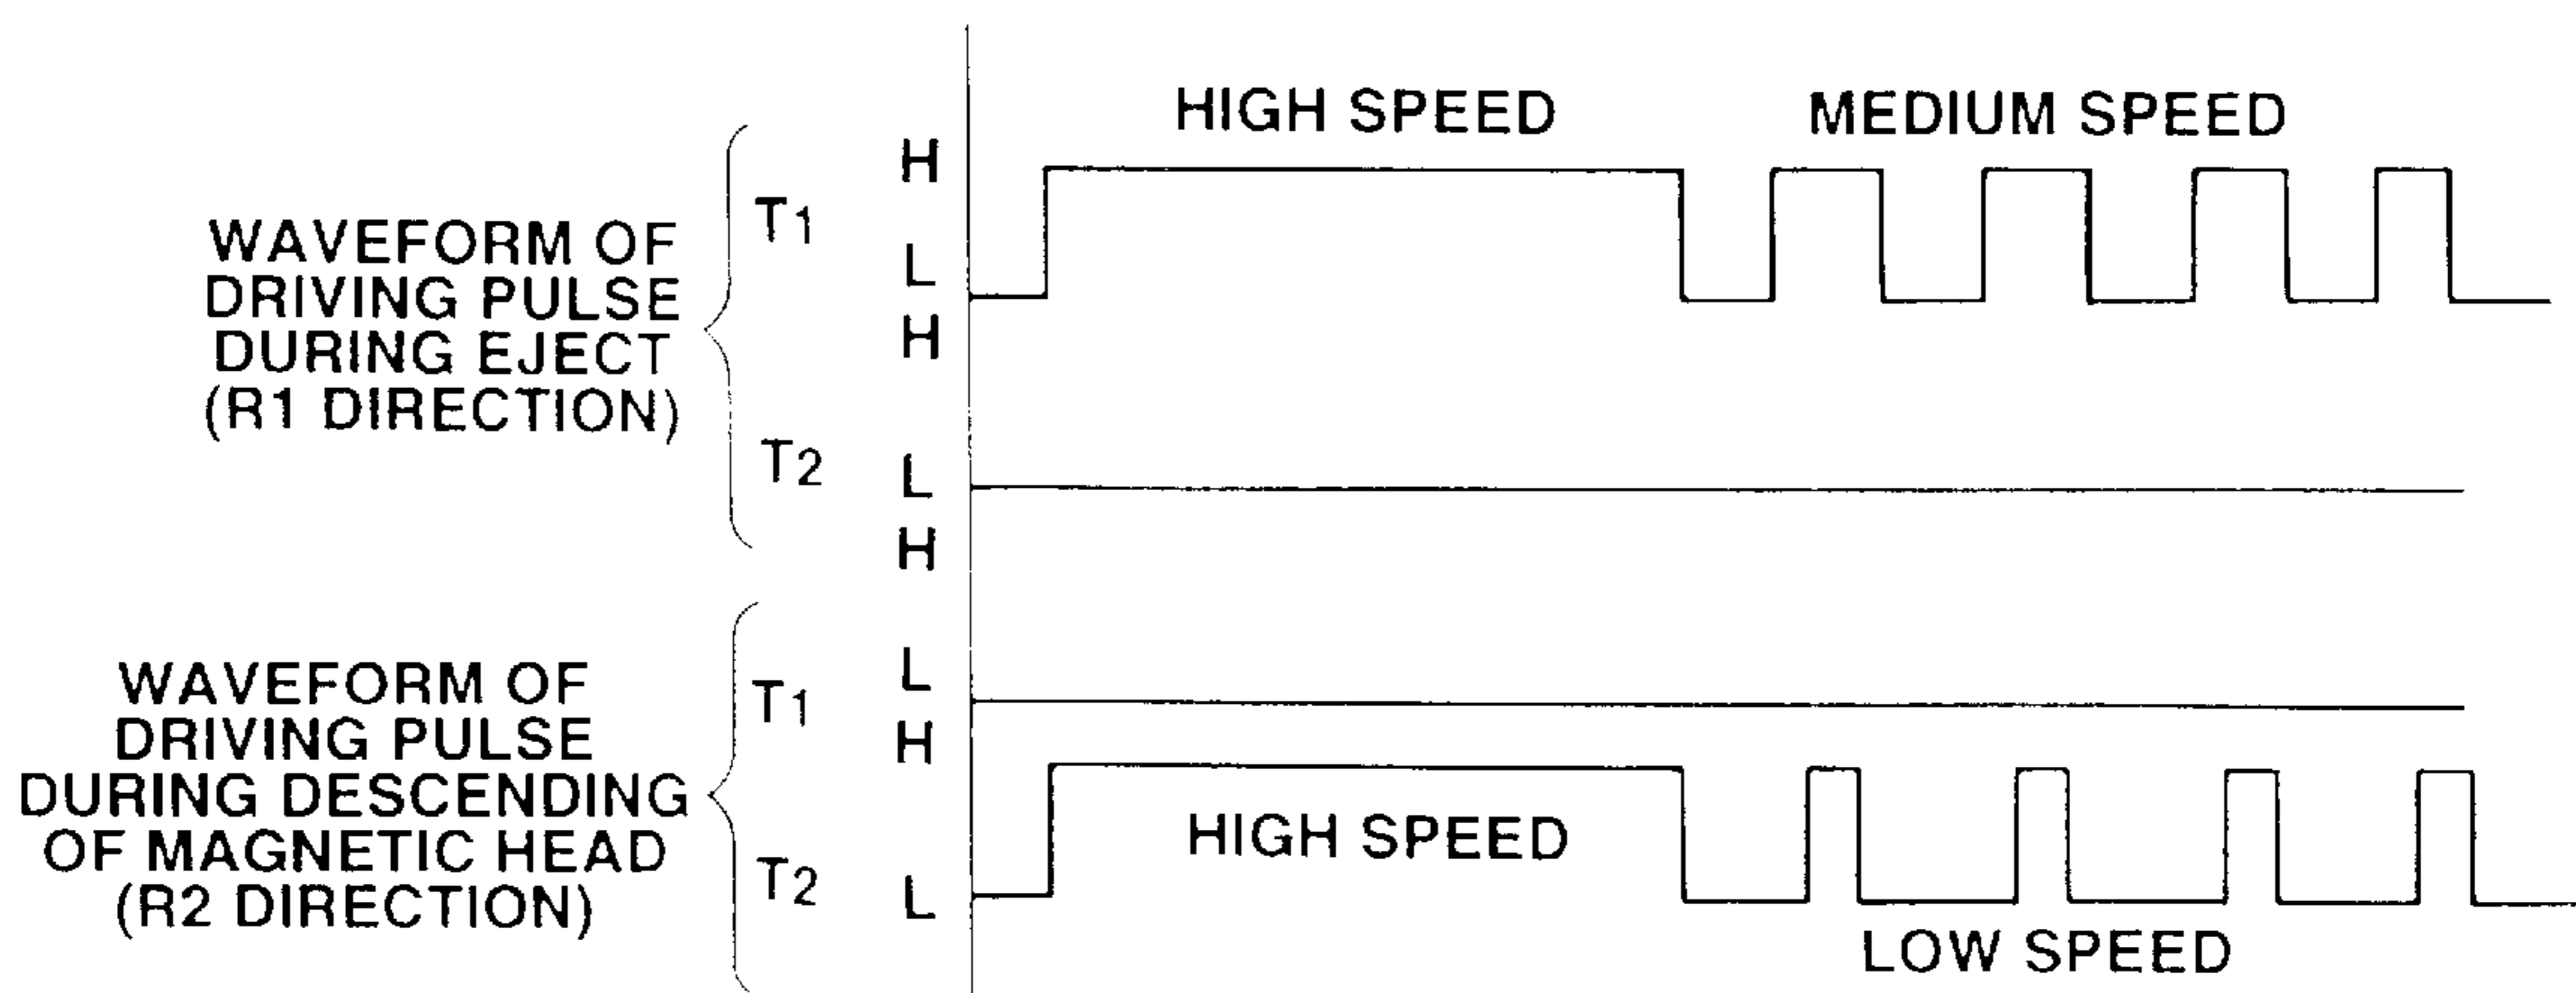 HIGH SPEED
MEDIUM SPEED
WAVEFORM OF
DRIVING PULSE
DURING EJECT
(R1 DIRECTION)
T1
H
L
T2
H
L
WAVEFORM OF
DRIVING PULSE
DURING DESCENDING
OF MAGNETIC HEAD
(R2 DIRECTION)
T1
H
L
T2
H
L
HIGH SPEED
LOW SPEED